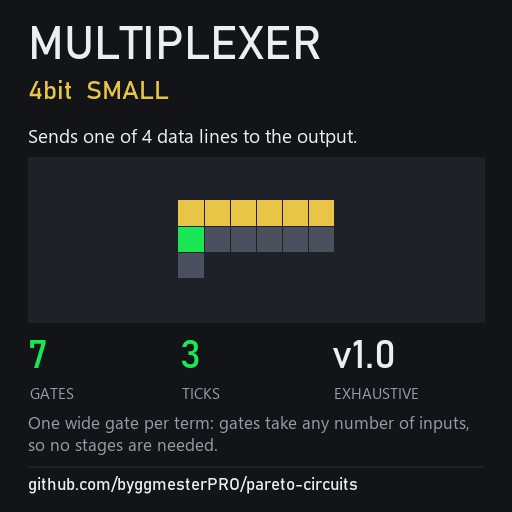 MULTIPLEXER
4bit SMALL
Sends one of 4 data lines to the output.
7 3 v1.0
GATES TICKS EXHAUSTIVE
One wide gate per term: gates take any number of inputs,
so no stages are needed.
github.com/byggmesterPRO/pareto-circuits